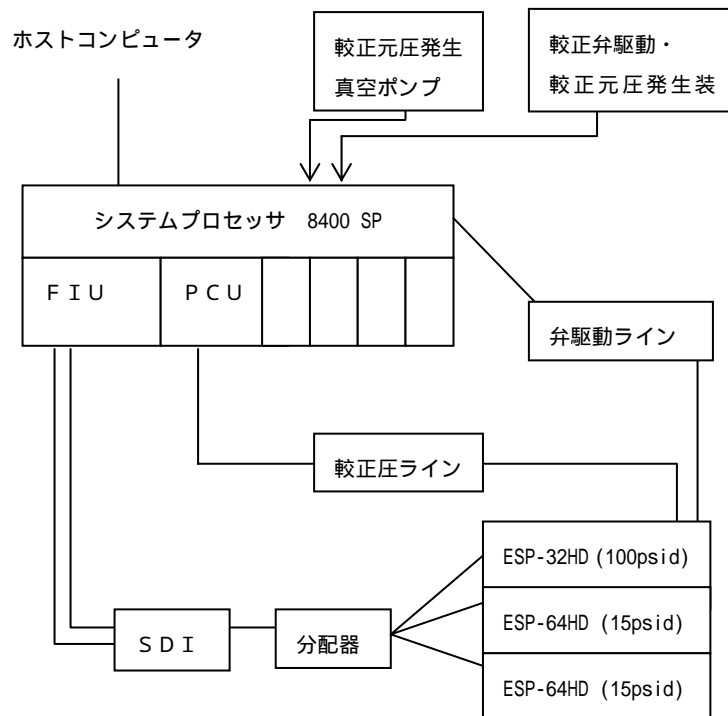 ホストコンピュータ
較正元圧発生
真空ポンプ
較正弁駆動・
較正元圧発生装
システムプロセッサ 8400 SP
ＦＩＵ
ＰＣＵ
弁駆動ライン
較正圧ライン
ESP-32HD (100psid)
ESP-64HD (15psid)
ＳＤＩ
分配器
ESP-64HD (15psid)